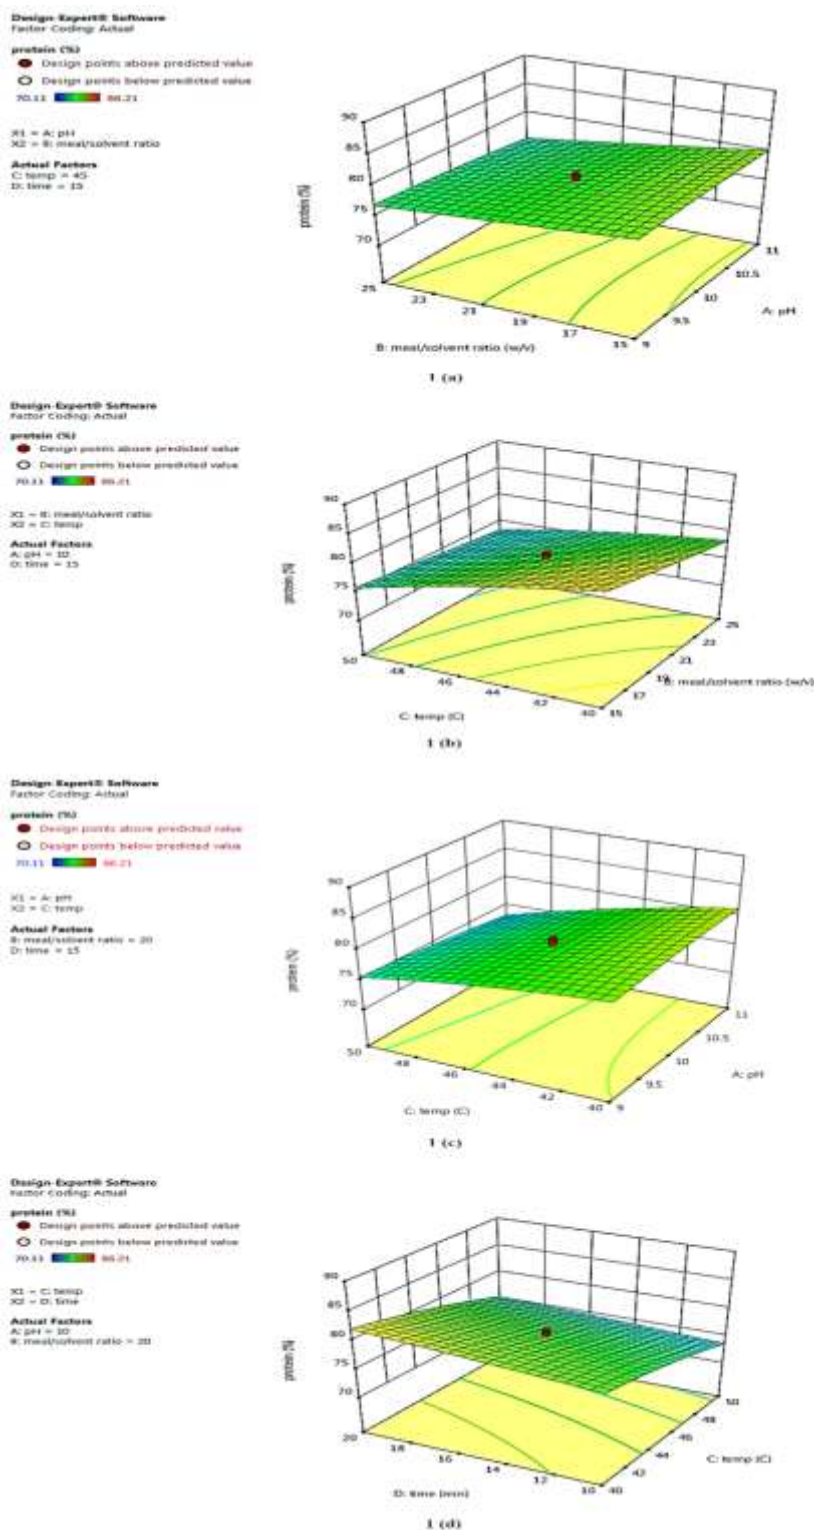 Design-Expert® Software
Factor Coding: Actual
protein (%)
Design points above predicted value
Design points below predicted value
70.11 86.21
X1 = A: pH
X2 = B: meal/solvent ratio
Actual Factors
C: temp = 45
D: time = 15
protein (%)
90
85
80
75
70
25
23
21
19
17
15
9
9.5
10
10.5
11
A: pH
B: meal/solvent ratio (w/v)
1 (a)
Design-Expert® Software
Factor Coding: Actual
protein (%)
Design points above predicted value
Design points below predicted value
70.11 86.21
X1 = B: meal/solvent ratio
X2 = C: temp
Actual Factors
A: pH = 10
D: time = 15
protein (%)
90
85
80
75
70
50
48
46
44
42
40
15
17
19
21
23
25
B: meal/solvent ratio (w/v)
C: temp (C)
1 (b)
Design-Expert® Software
Factor Coding: Actual
protein (%)
Design points above predicted value
Design points below predicted value
70.11 86.21
X1 = A: pH
X2 = C: temp
Actual Factors
B: meal/solvent ratio = 20
D: time = 15
protein (%)
90
85
80
75
70
50
48
46
44
42
40
9
9.5
10
10.5
11
A: pH
C: temp (C)
1 (c)
Design-Expert® Software
Factor Coding: Actual
protein (%)
Design points above predicted value
Design points below predicted value
70.11 86.21
X1 = C: temp
X2 = D: time
Actual Factors
A: pH = 10
B: meal/solvent ratio = 20
protein (%)
90
85
80
75
70
20
18
16
14
12
10
40
42
44
46
48
50
C: temp (C)
D: time (min)
1 (d)